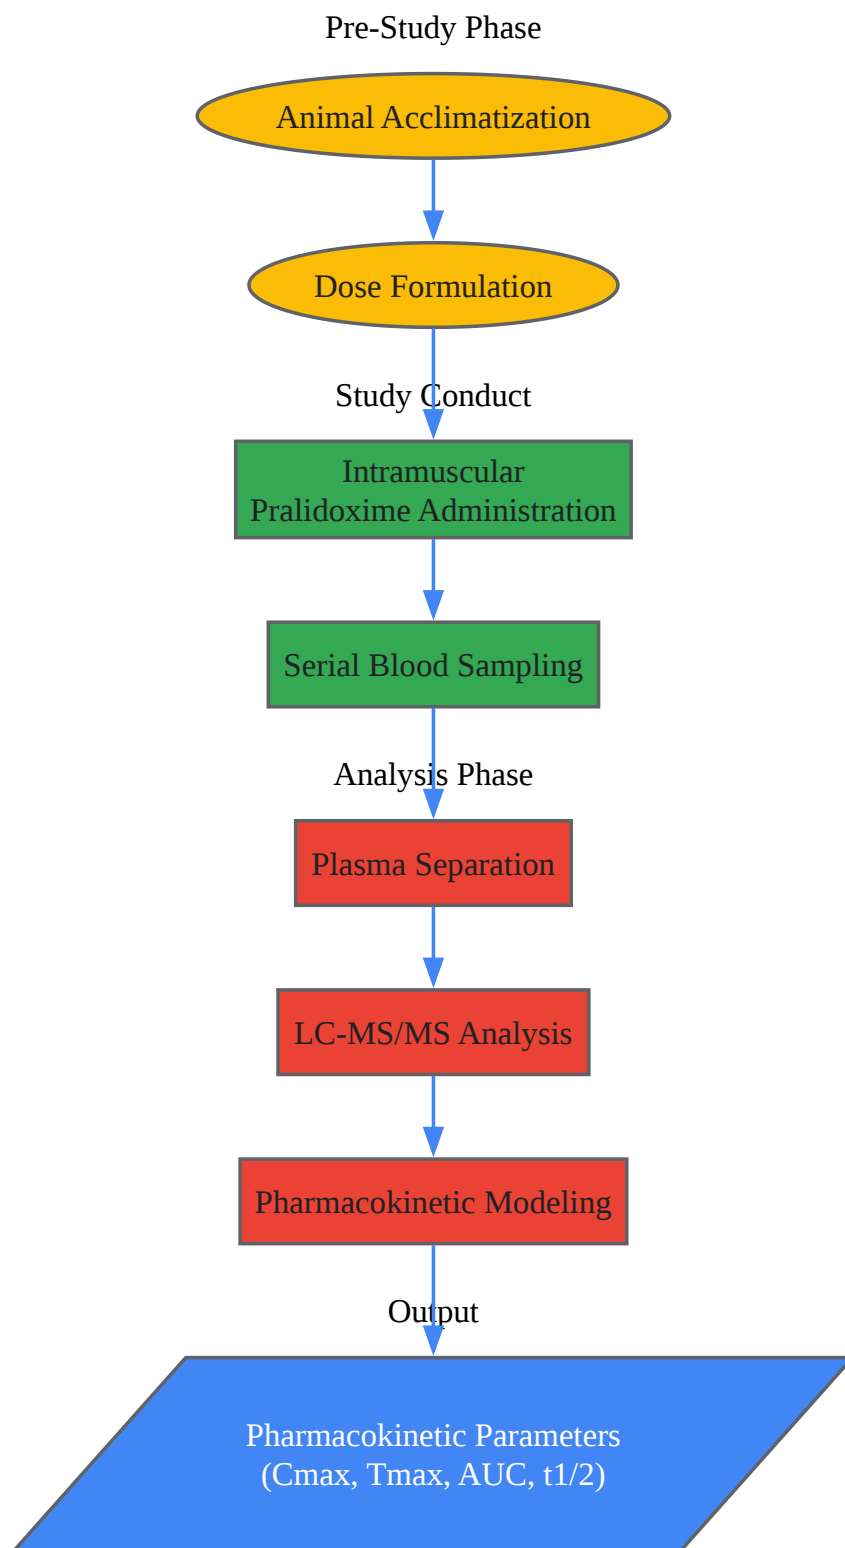 Pre-Study Phase
Animal Acclimatization
Dose Formulation
Study Conduct
Intramuscular
Pralidoxime Administration
Serial Blood Sampling
Analysis Phase
Plasma Separation
LC-MS/MS Analysis
Pharmacokinetic Modeling
Output
Pharmacokinetic Parameters
(Cmax, Tmax, AUC, t1/2)